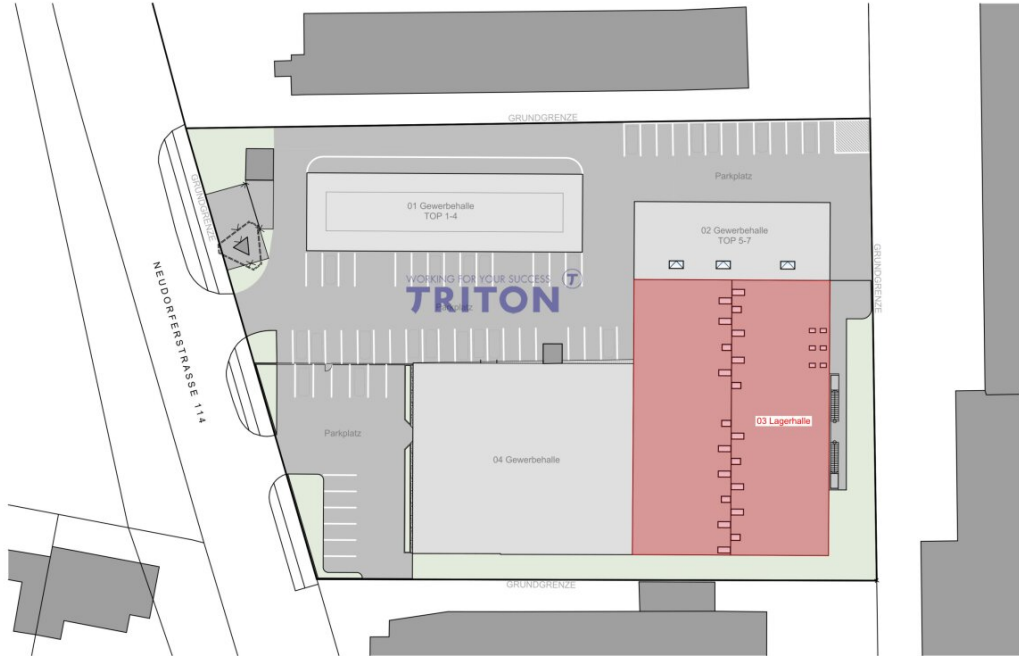 GRUNDGRENZE
Parkplatz
01 Gewerbehalle
TOP 1-4
GRUNDGRENZE
02 Gewerbehalle
TOP 5-7
GRUNDGRENZE
WORKING FOR YOUR SUCCESS T
TRITON
Parkplatz
NEUDORFERSTRASSE 114
03 Lagerhalle
Parkplatz
04 Gewerbehalle
GRUNDGRENZE